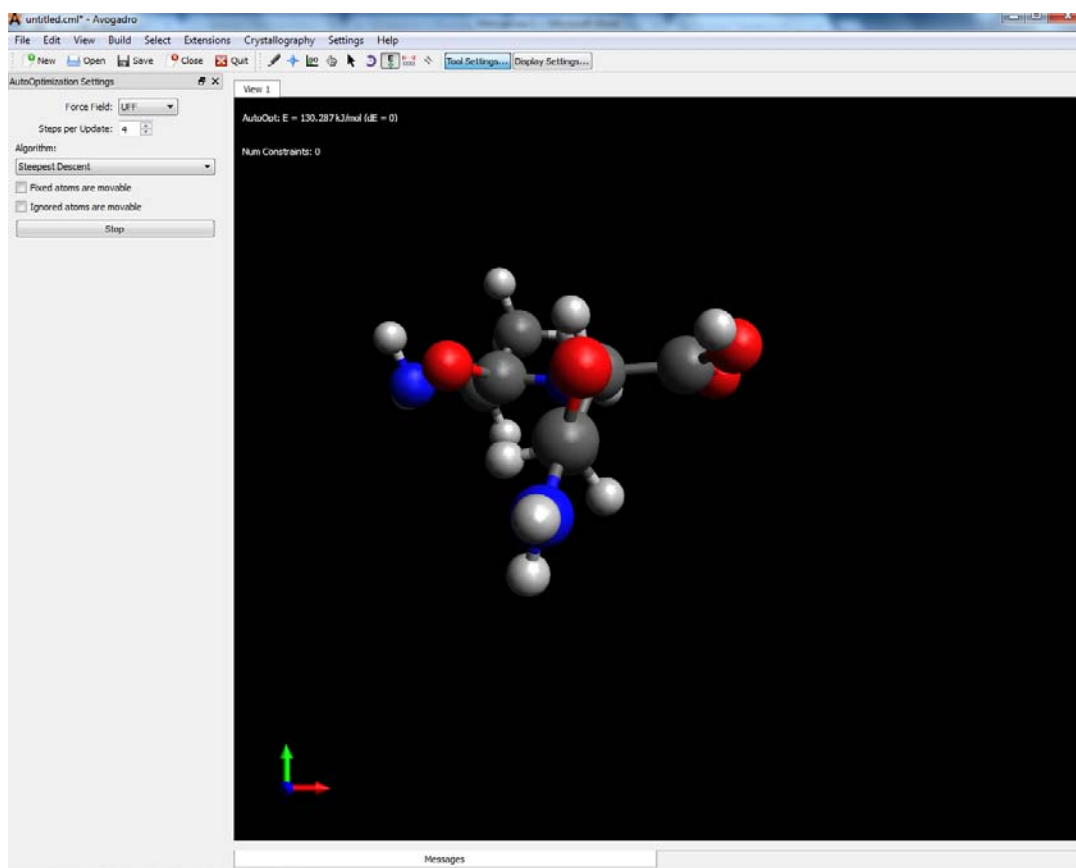 untitled.cml* - Avogadro
File Edit View Build Select Extensions Crystallography Settings Help
New Open Save Close Quit Tool Settings... Display Settings...
AutoOptimization Settings
View 1
Force Field: UFF
Steps per Update: 4
Algorithm:
Steepest Descent
Fixed atoms are movable
Ignored atoms are movable
Stop
AutoOpt: E = 130.287 kJ/mol (dE = 0)
Num Constraints: 0
Messages